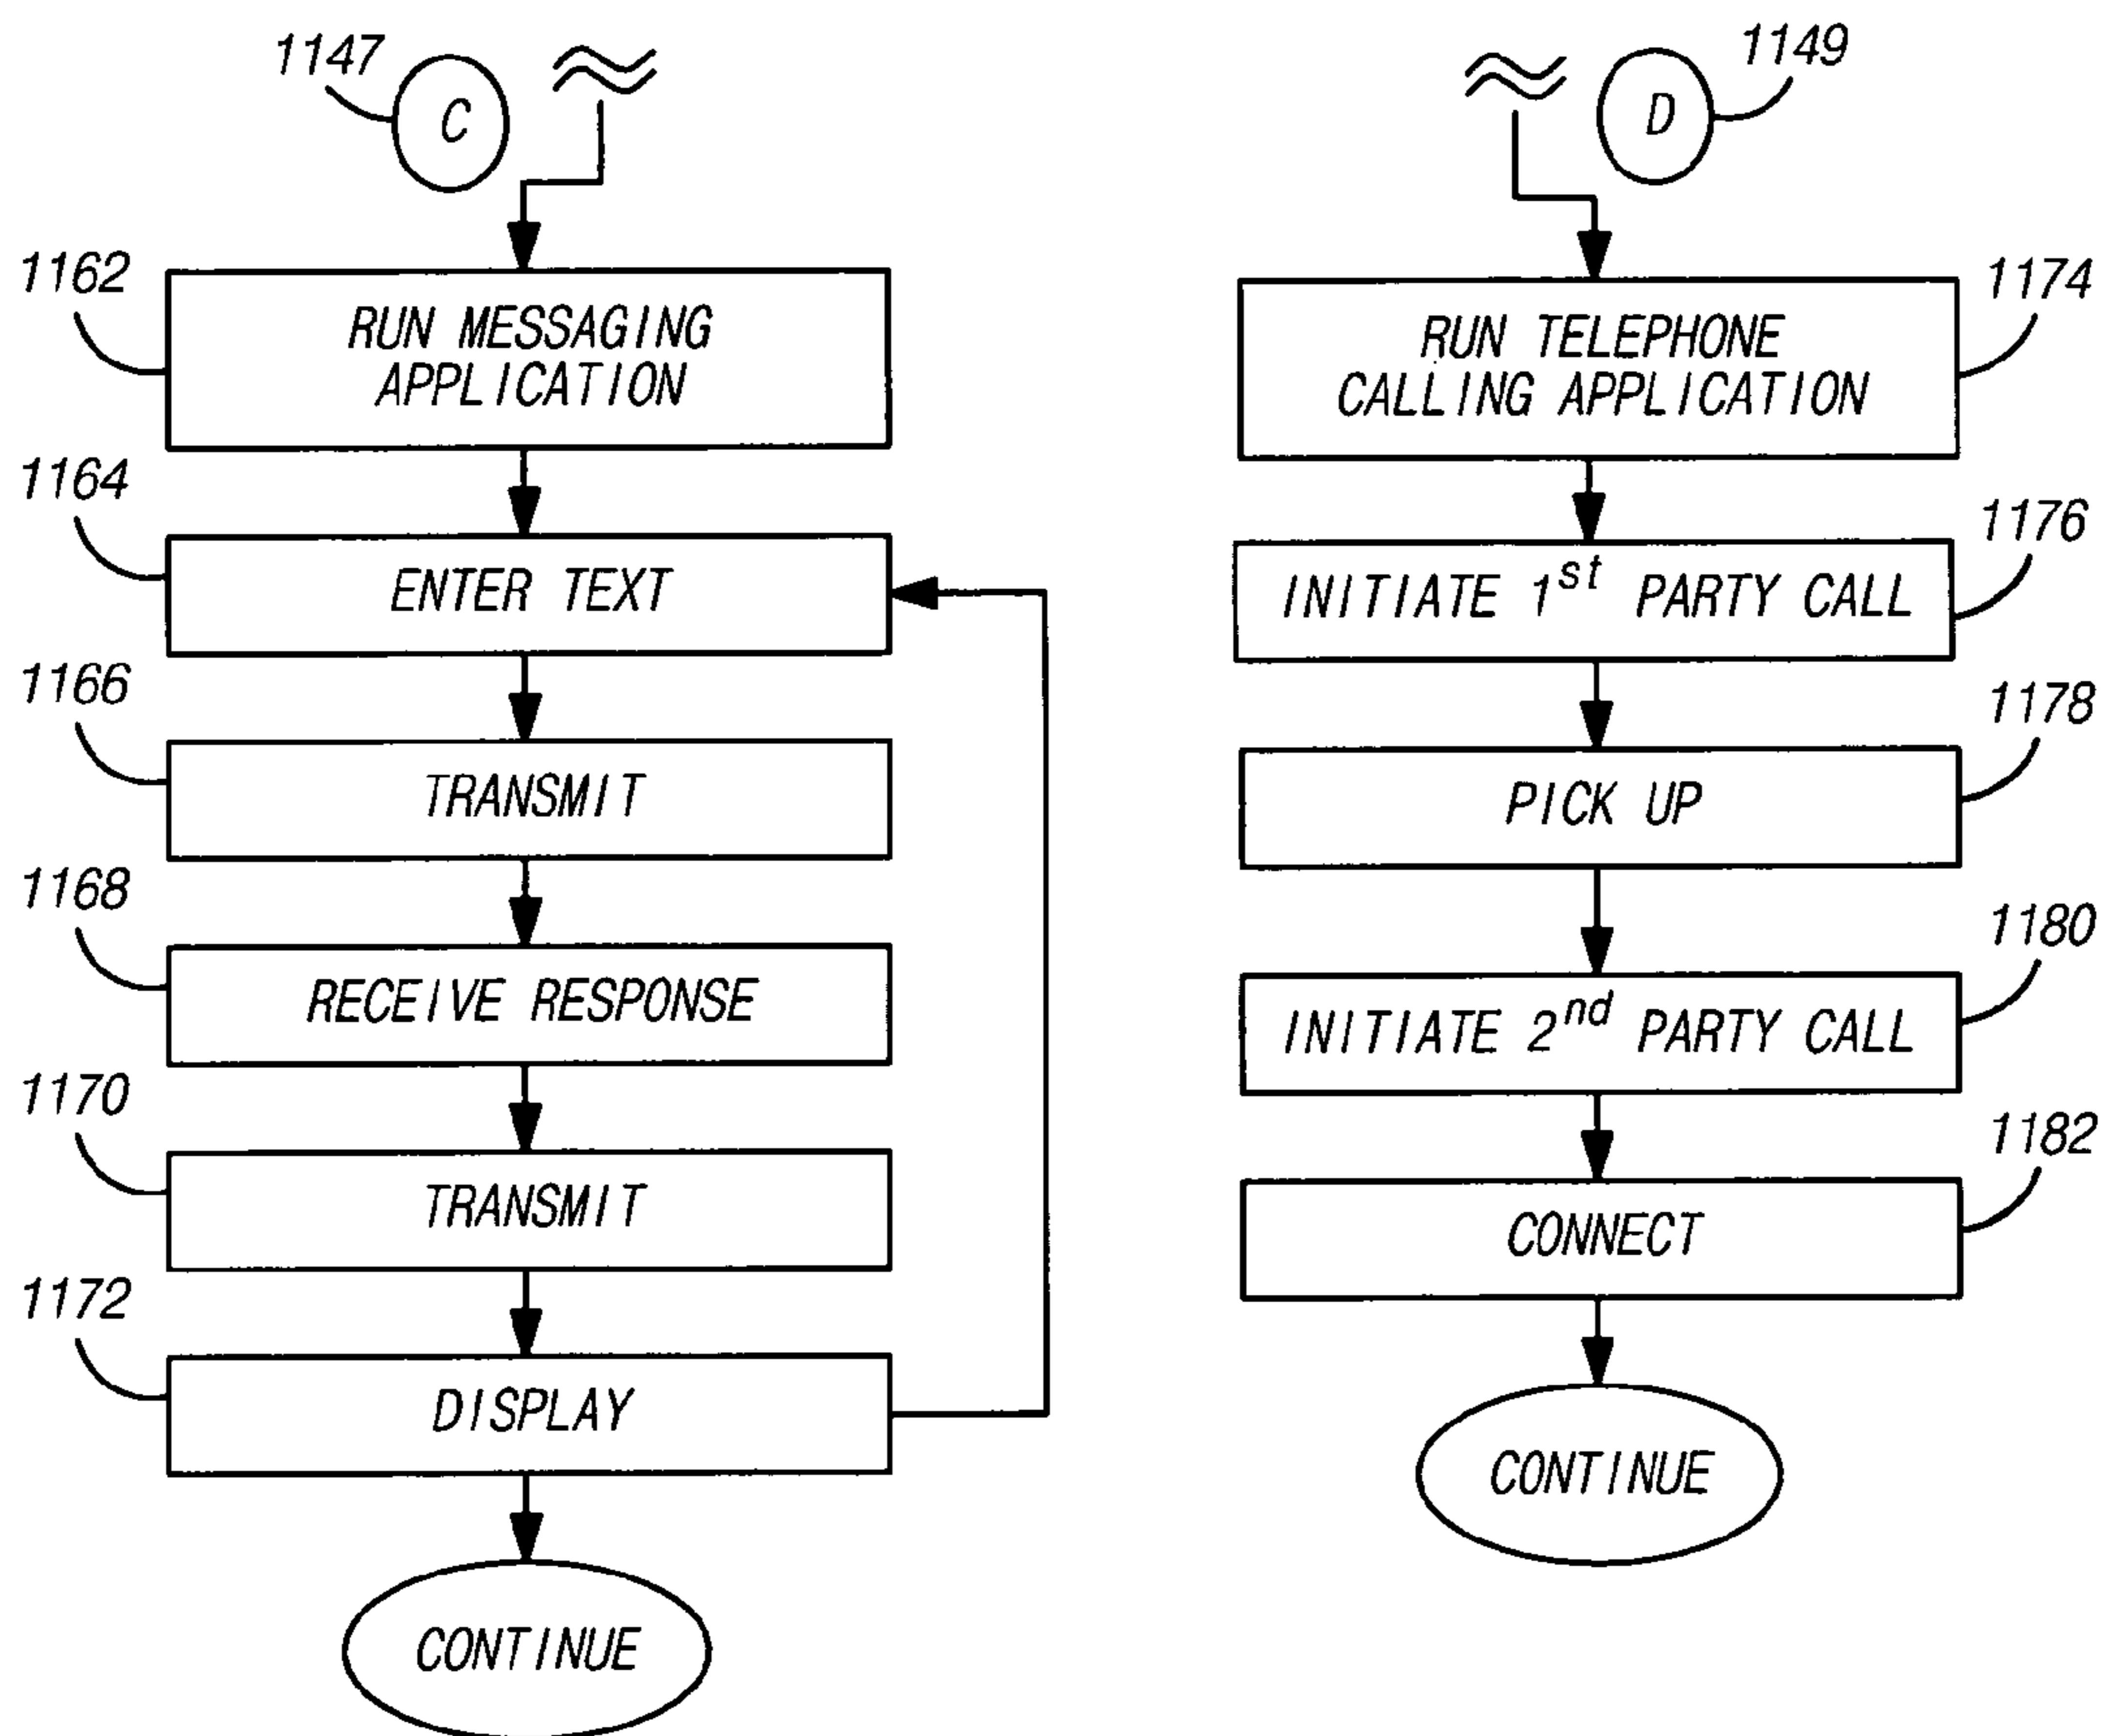 1147
C
1162
RUN MESSAGING
APPLICATION
1164
ENTER TEXT
1166
TRANSMIT
1168
RECEIVE RESPONSE
1170
TRANSMIT
1172
DISPLAY
CONTINUE
D
1149
RUN TELEPHONE
CALLING APPLICATION
1174
INITIATE 1st PARTY CALL
1176
PICK UP
1178
INITIATE 2nd PARTY CALL
1180
CONNECT
1182
CONTINUE